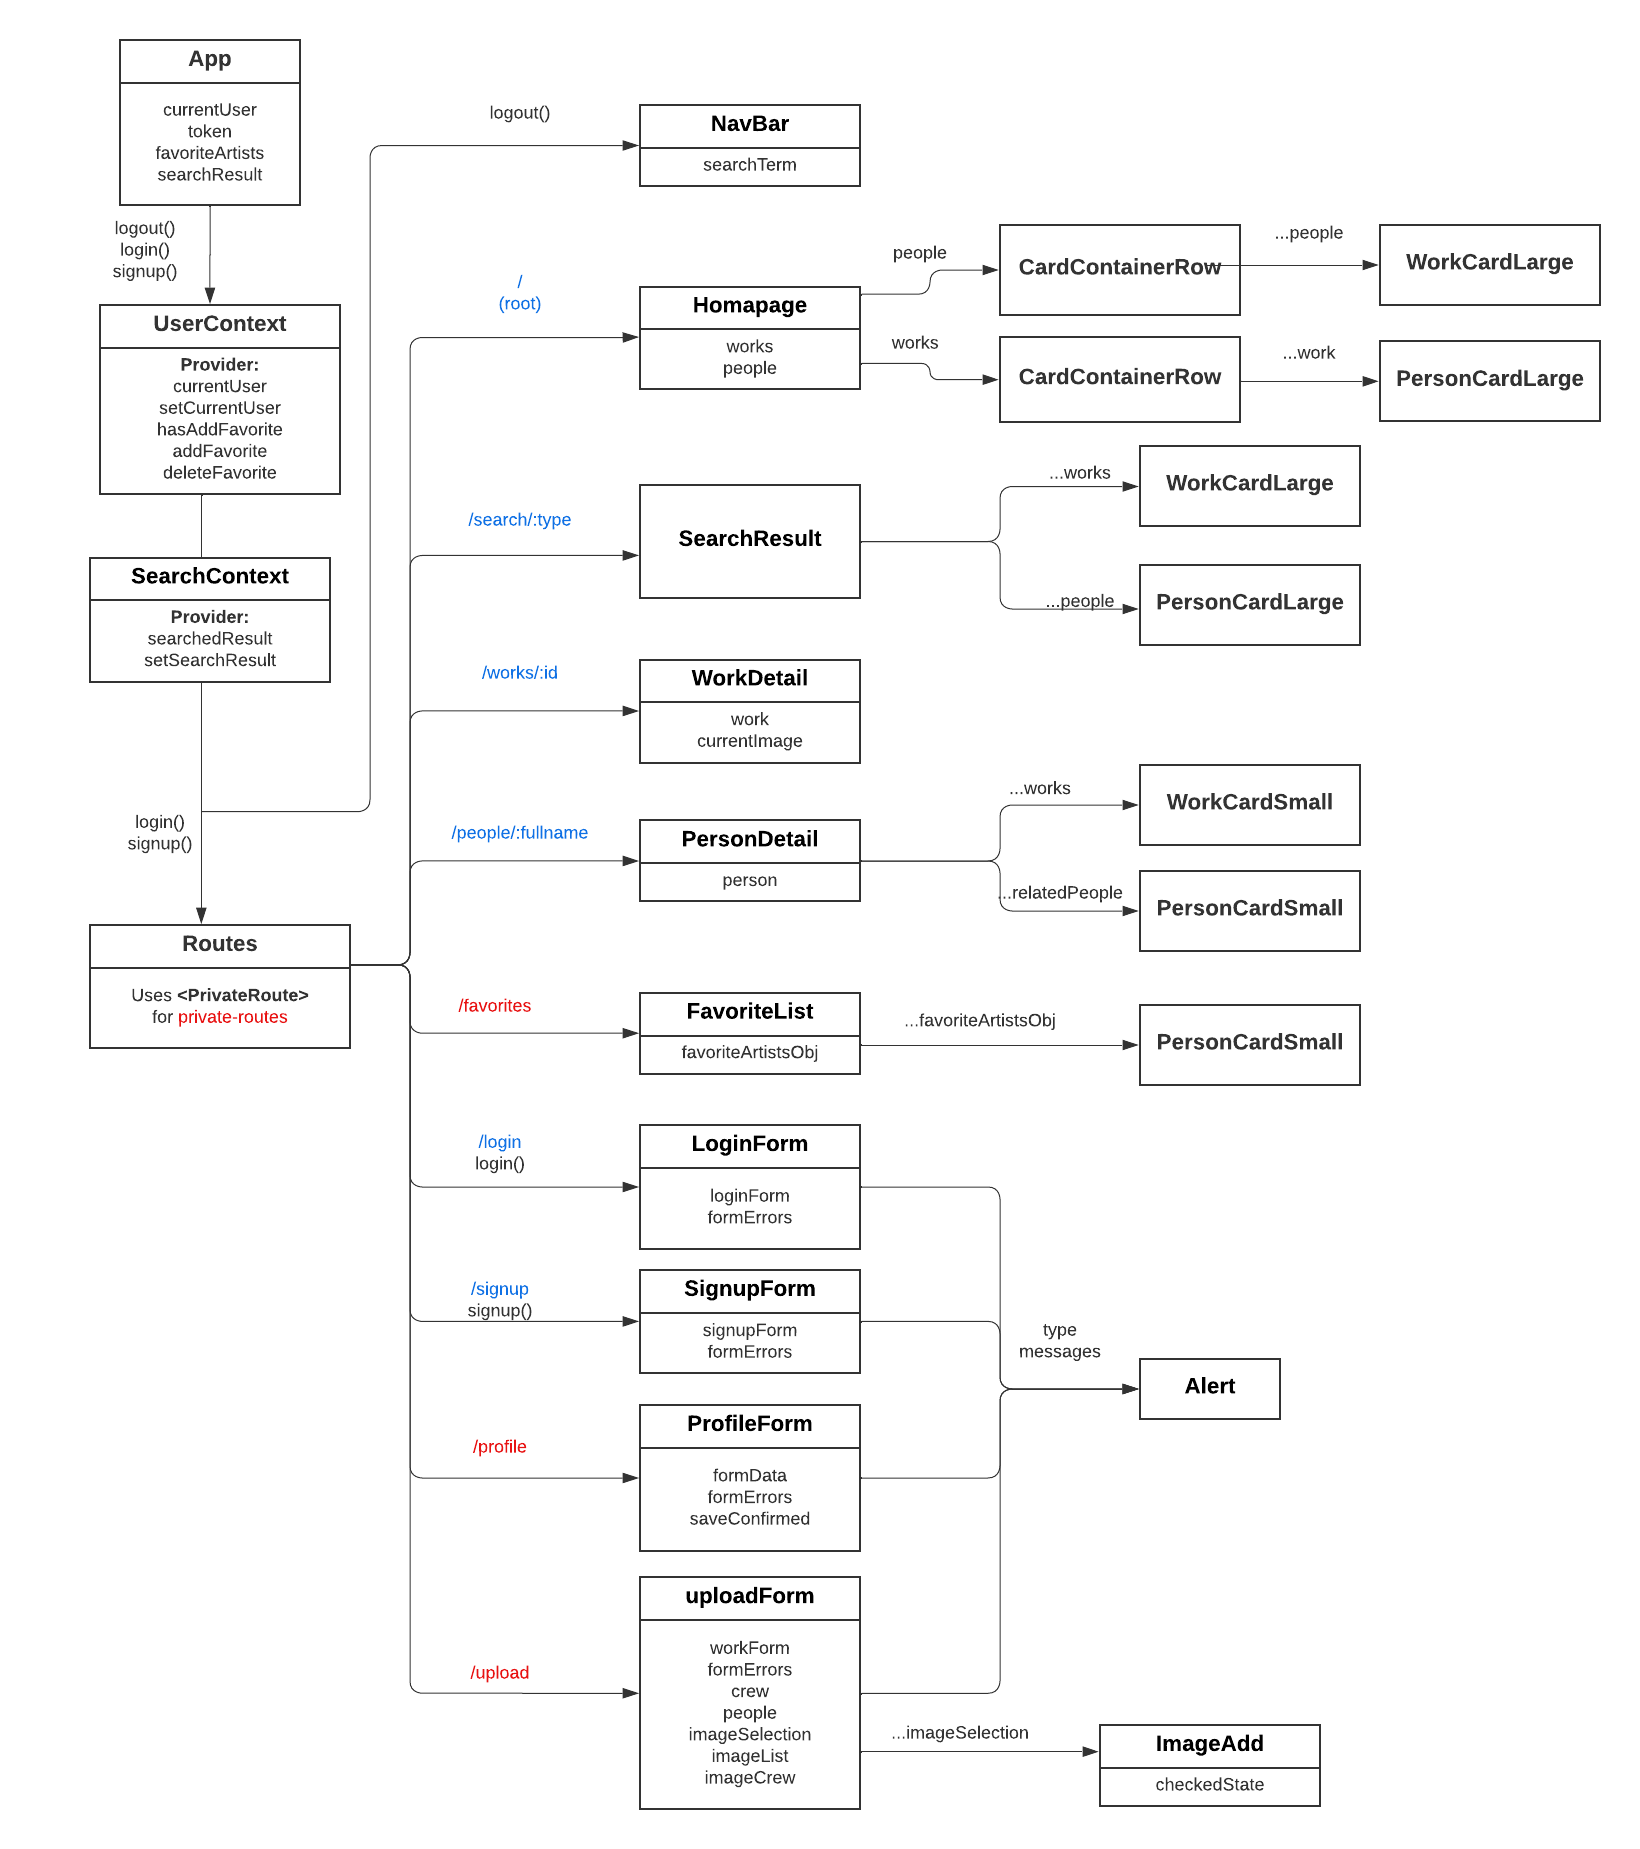 App
currentUser
token
favoriteArtists
searchResult
logout()
login()
signup()
UserContext
Provider:
currentUser
setCurrentUser
hasAddFavorite
addFavorite
deleteFavorite
SearchContext
Provider:
searchedResult
setSearchResult
login()
signup()
Routes
Uses <PrivateRoute>
for private-routes
logout()
NavBar
searchTerm
/
(root)
Homapage
works
people
people
CardContainerRow
...people
WorkCardLarge
works
CardContainerRow
...work
PersonCardLarge
/search/:type
SearchResult
...works
WorkCardLarge
...people
PersonCardLarge
/works/:id
WorkDetail
work
currentImage
/people/:fullname
PersonDetail
person
...works
WorkCardSmall
...relatedPeople
PersonCardSmall
/favorites
FavoriteList
favoriteArtistsObj
...favoriteArtistsObj
PersonCardSmall
/login
login()
LoginForm
loginForm
formErrors
/signup
signup()
SignupForm
signupForm
formErrors
type
messages
Alert
/profile
ProfileForm
formData
formErrors
saveConfirmed
/upload
uploadForm
workForm
formErrors
crew
people
imageSelection
imageList
imageCrew
...imageSelection
ImageAdd
checkedState